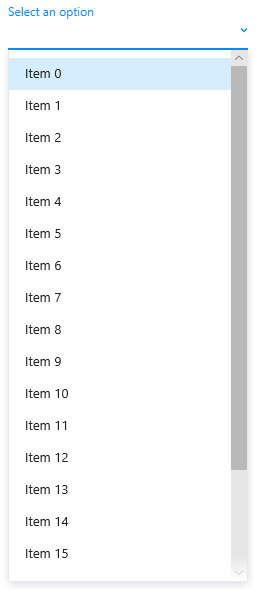 Select an option
Item 0
Item 1
Item 2
Item 3
Item 4
Item 5
Item 6
Item 7
Item 8
Item 9
Item 10
Item 11
Item 12
Item 13
Item 14
Item 15